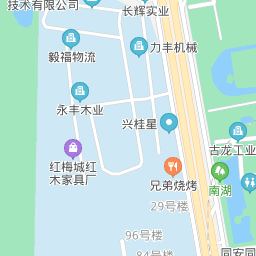 技术有限公司
长辉实业
力丰机械
毅福物流
永丰木业
兴桂星
古龙工业
红梅城红
木家具厂
兄弟烧烤
南湖
29号楼
96号楼
84号楼
同安同